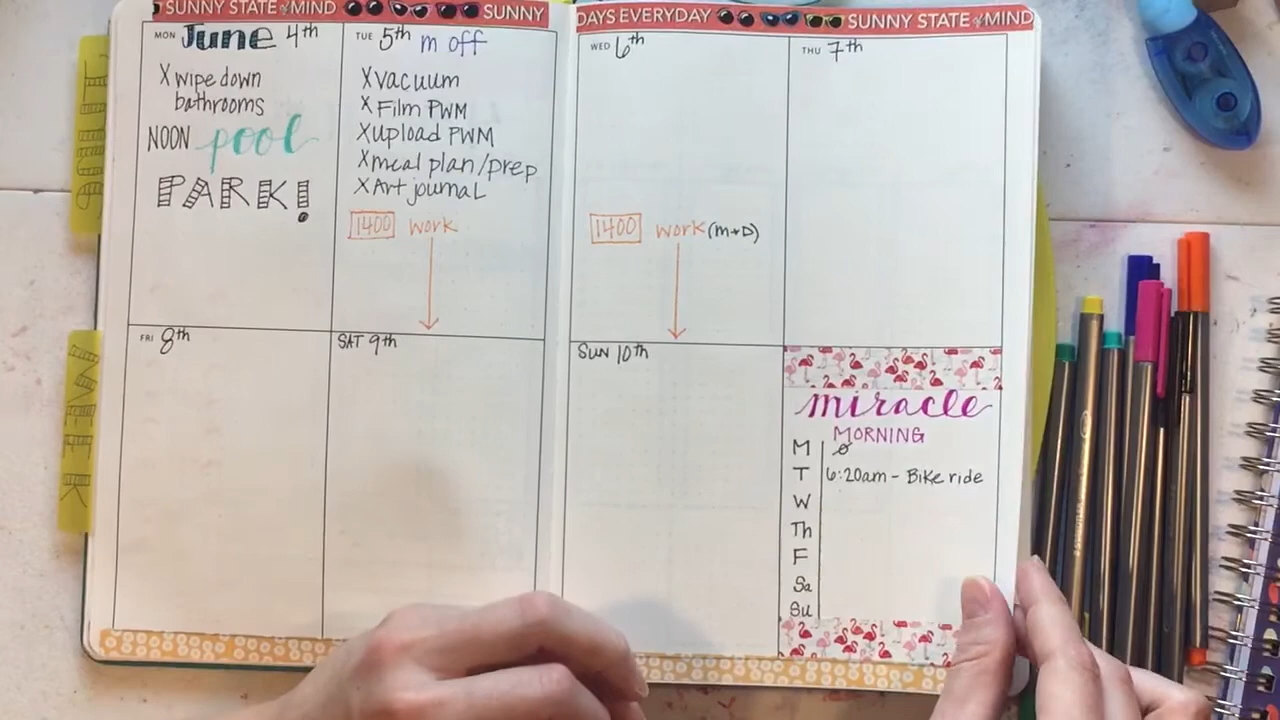 SUNNY STATE of MIND SUNNY
DAYS EVERYDAY SUNNY STATE of MIND
MON June 4th
X wipe down
bathrooms
NOON pool
PARK!
TUE 5th m off
X vacuum
X Film PWM
X upload PWM
X meal plan/prep
X Art journal
1400 work
WED 6th
1400 work (m+D)
THU 7th
FRI 8th
SAT 9th
SUN 10th
miracle
MORNING
M ø
T 6:20am - Bike ride
W
Th
F
Sa
Su
JUNE
WEEK